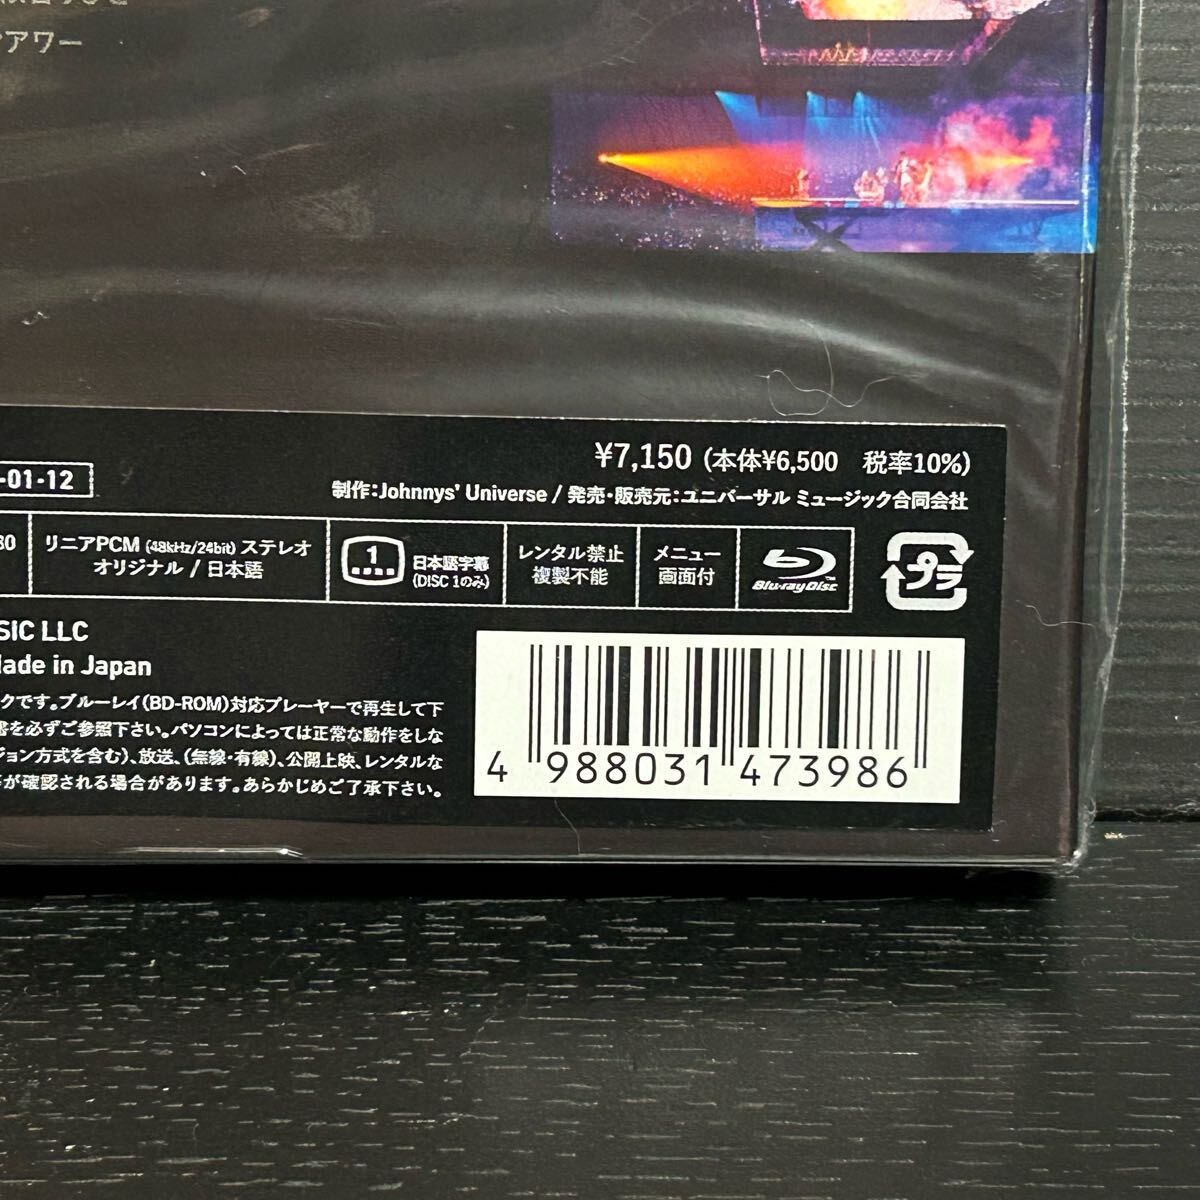 アワー
-01-12
¥7,150 (本体¥6,500 税率10%)
制作:Johnnys' Universe / 発売・販売元:ユニバーサル ミュージック合同会社
リニアPCM (48kHz/24bit) ステレオ
オリジナル / 日本語
1
日本語字幕
(DISC 1のみ)
レンタル禁止
複製不能
メニュー
画面付
Blu-ray Disc
プラ
SIC LLC
Made in Japan
クです。ブルーレイ(BD-ROM)対応プレーヤーで再生して下
を必ずご参照下さい。パソコンによっては正常な動作をしな
ジョン方式を含む)、放送、(無線・有線)、公開上映、レンタルな
が確認される場合があります。あらかじめご了承下さい。
4 988031 473986